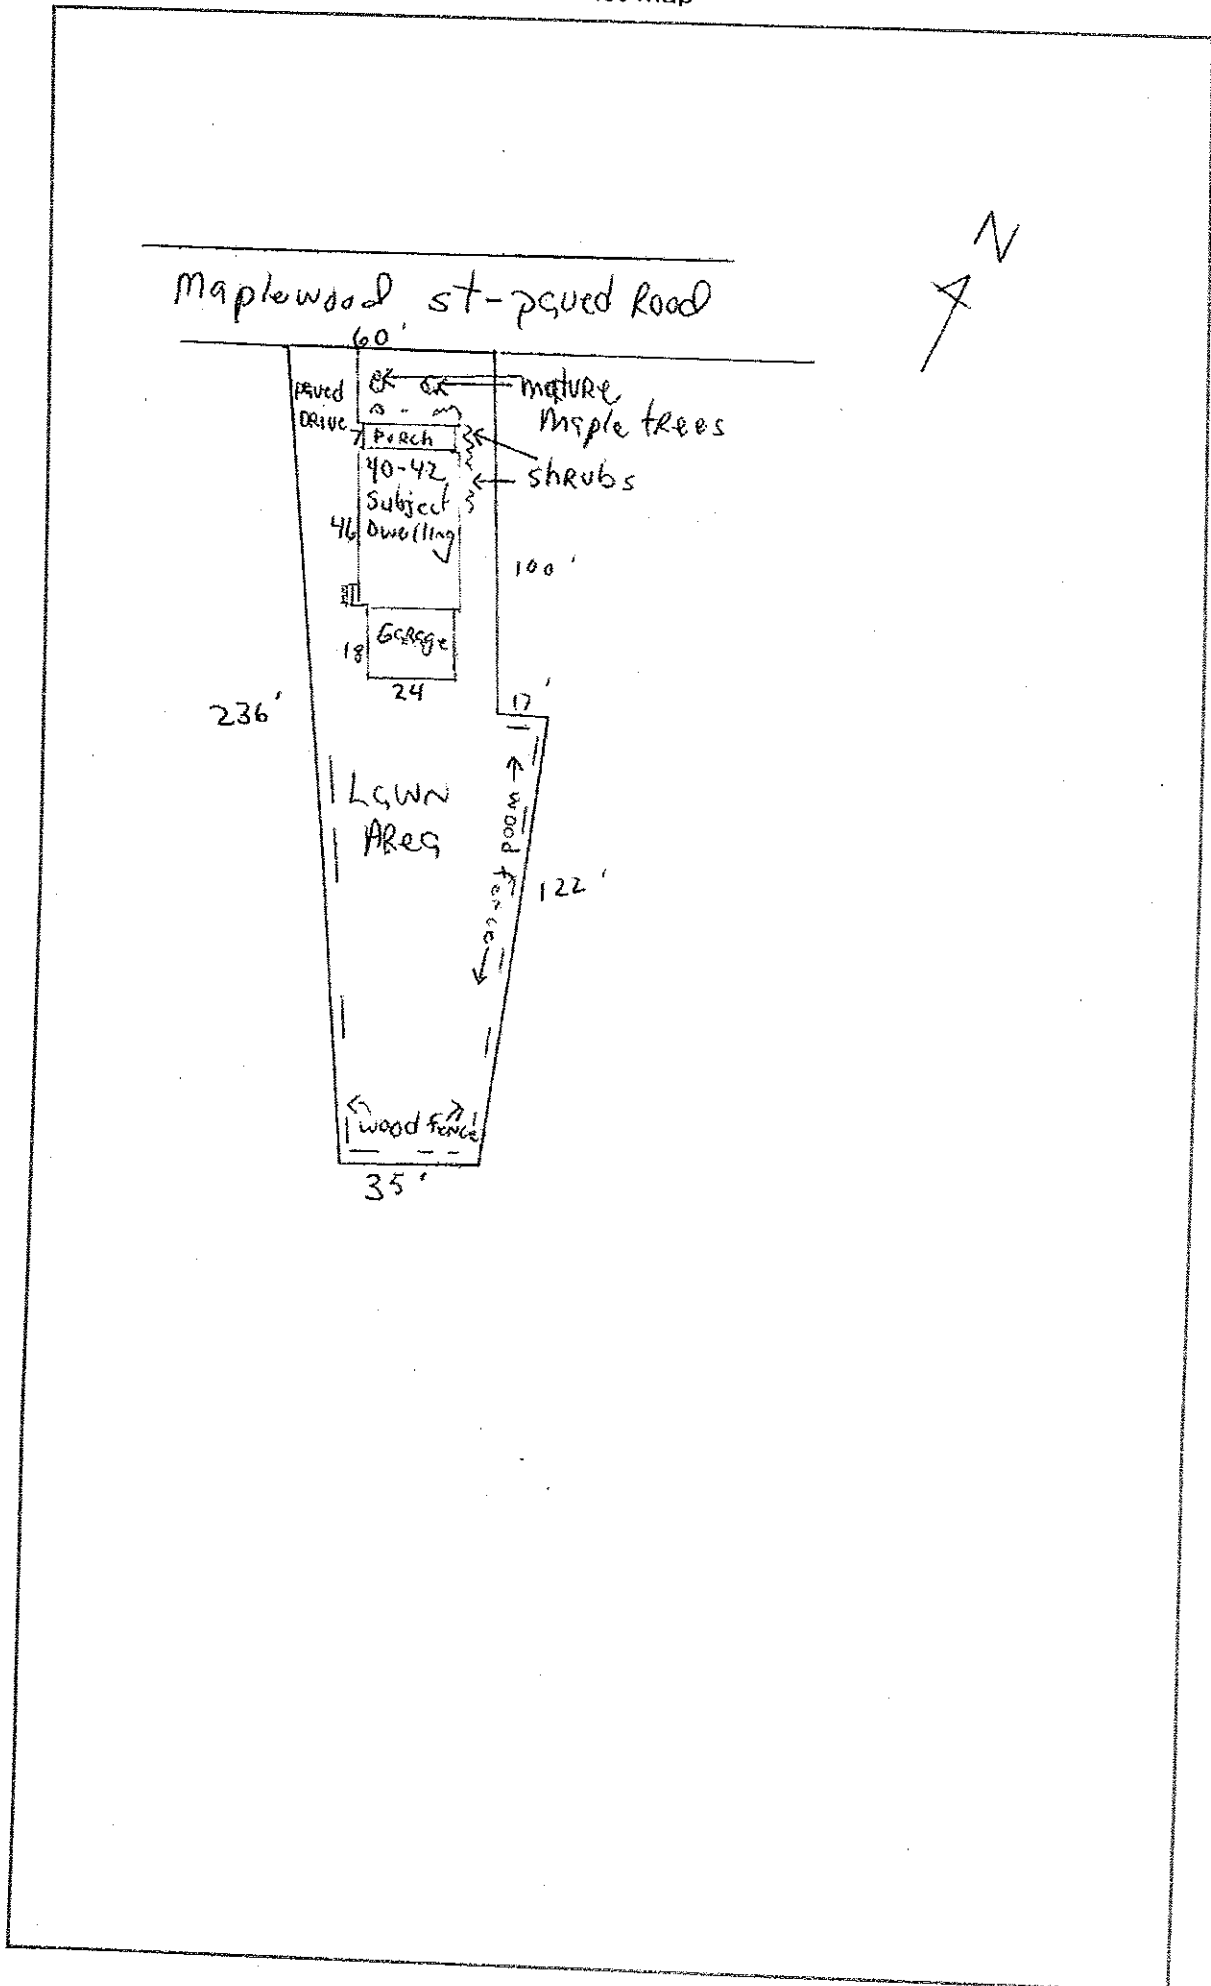 N
Maplewood st-paved Road
60'
paved
DRIVE
mature
Maple trees
7
Porch
shrubs
40-42
Subject
46
Dwelling
100'
Garage
18
24
17'
236'
LAWN
AREA
wood fence
122'
wood fence
35'